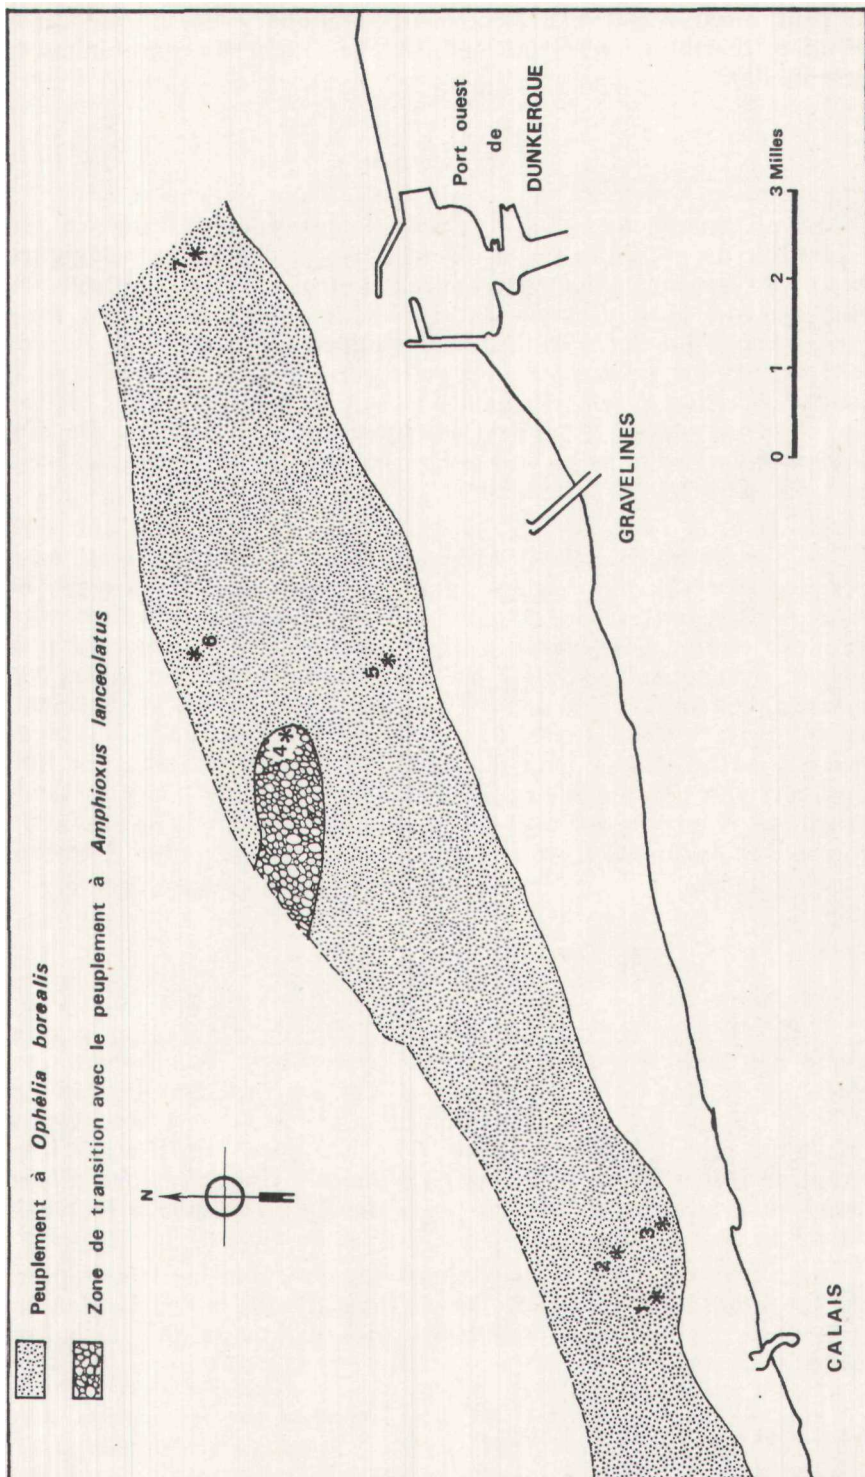 Peuplement à Ophélia borealis
Zone de transition avec le peuplement à Amphioxus lanceolatus
N
Port ouest
de
DUNKERQUE
GRAVELINES
CALAIS
0 1 2 3 Milles
1
2
3
4
5
6
7